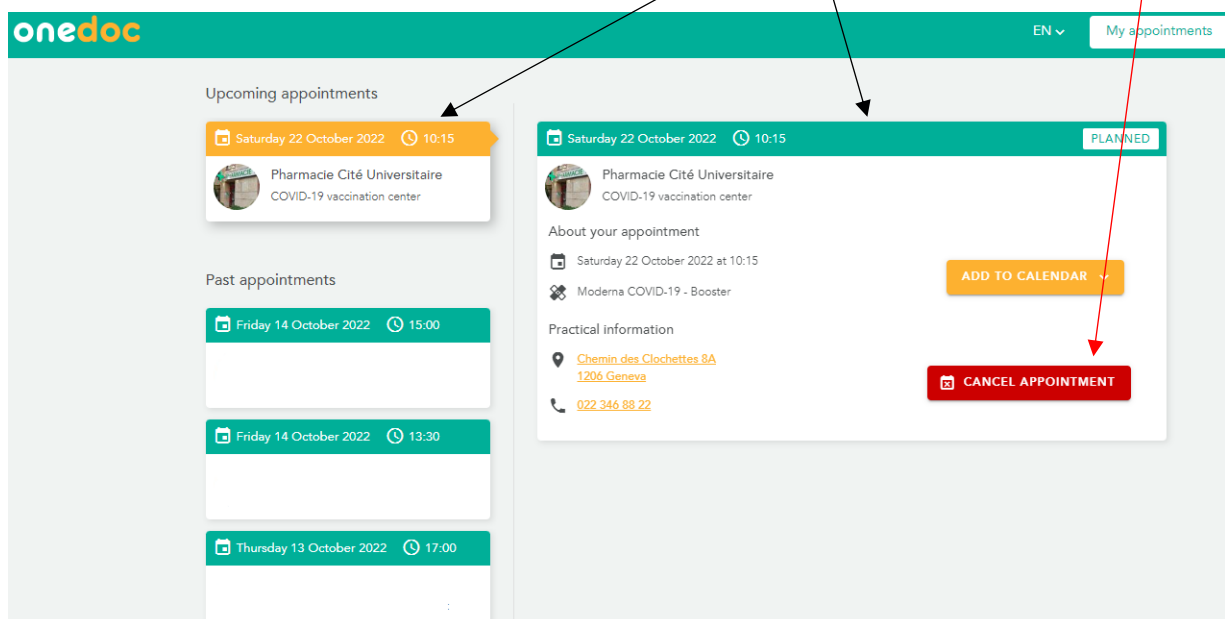 onedoc
EN
My appointments
Upcoming appointments
Saturday 22 October 2022 10:15
Pharmacie Cité Universitaire
COVID-19 vaccination center
Past appointments
Friday 14 October 2022 15:00
Friday 14 October 2022 13:30
Thursday 13 October 2022 17:00
Saturday 22 October 2022 10:15
PLANNED
Pharmacie Cité Universitaire
COVID-19 vaccination center
About your appointment
Saturday 22 October 2022 at 10:15
Moderna COVID-19 - Booster
ADD TO CALENDAR
Practical information
Chemin des Clochettes 8A
1206 Geneva
022 346 88 22
CANCEL APPOINTMENT